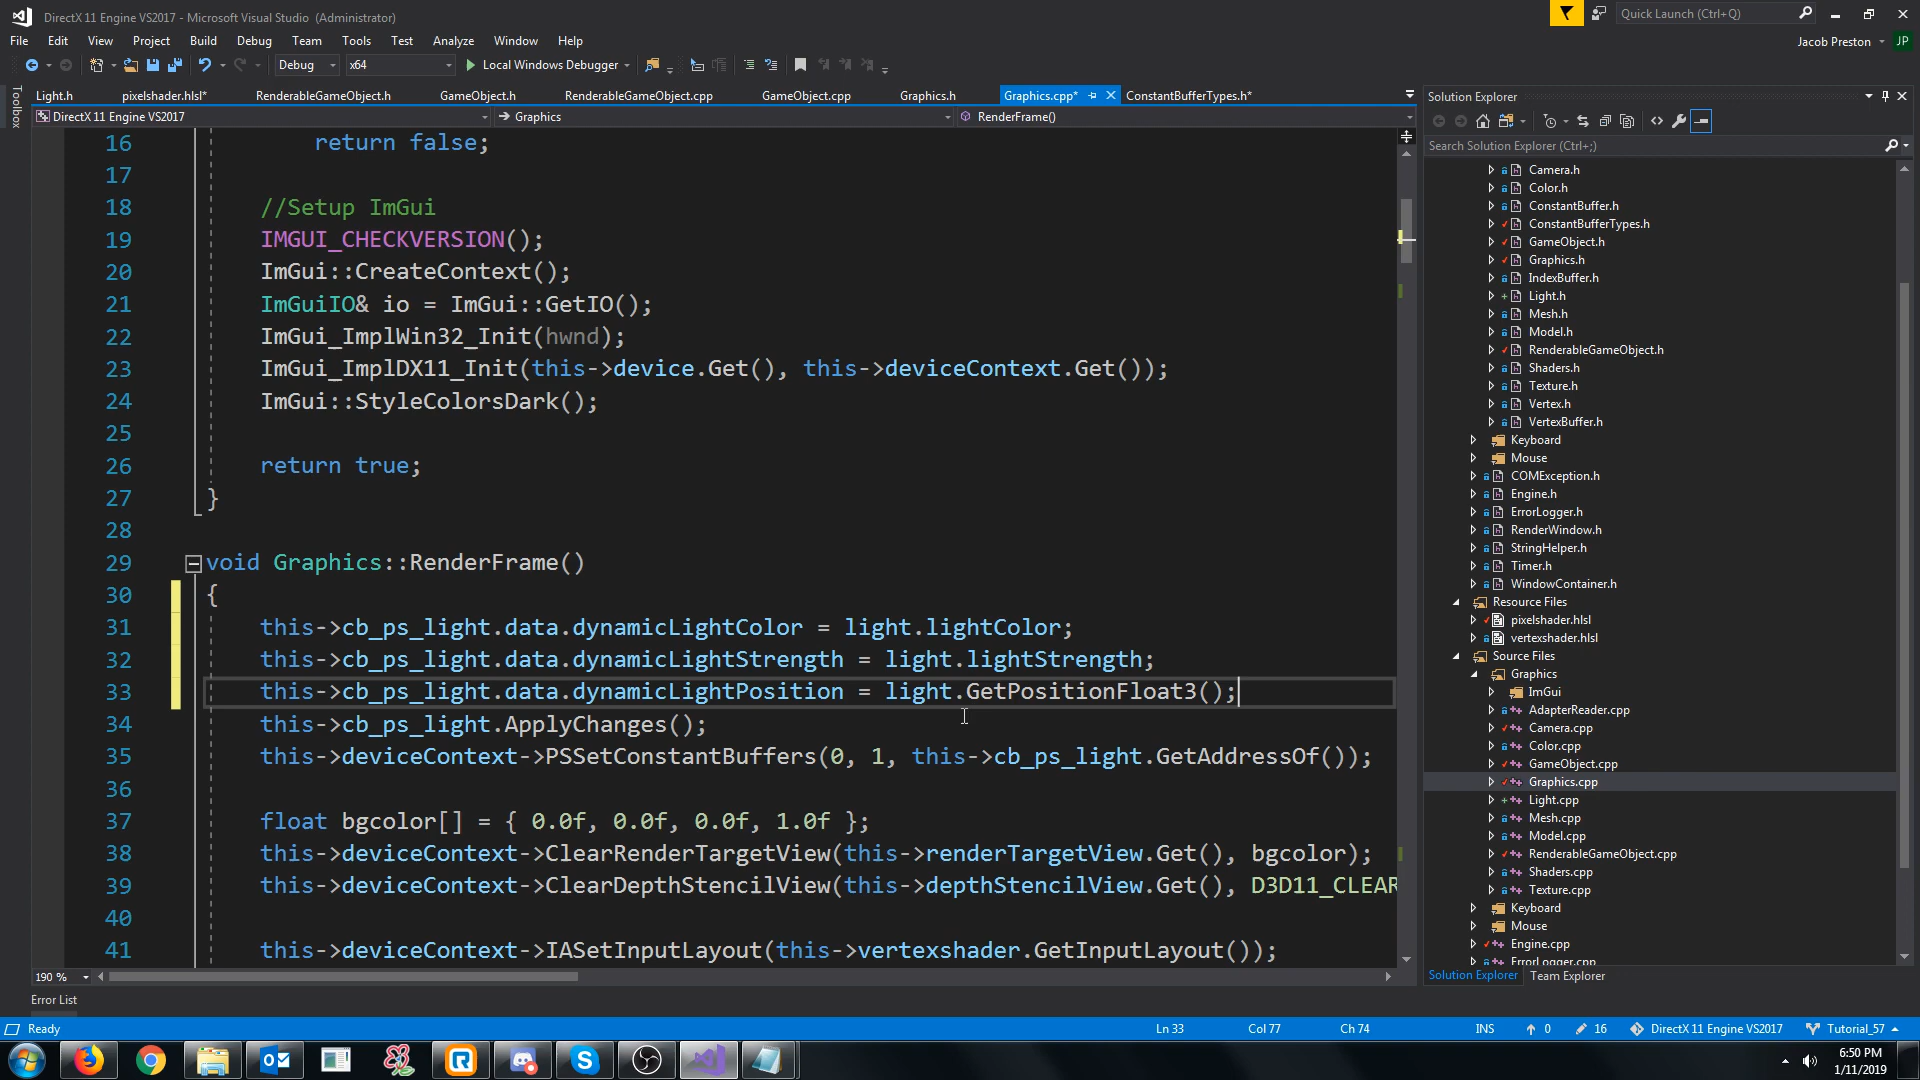 DirectX 11 Engine VS2017 - Microsoft Visual Studio (Administrator)
Quick Launch (Ctrl+Q)
File Edit View Project Build Debug Team Tools Test Analyze Window Help
Jacob Preston JP
Debug x64 Local Windows Debugger
Toolbox
Light.h pixelshader.hlsl* RenderableGameObject.h GameObject.h RenderableGameObject.cpp GameObject.cpp Graphics.h Graphics.cpp* ConstantBufferTypes.h*
DirectX 11 Engine VS2017 Graphics RenderFrame()
16 return false;
17
18 //Setup ImGui
19 IMGUI_CHECKVERSION();
20 ImGui::CreateContext();
21 ImGuiIO& io = ImGui::GetIO();
22 ImGui_ImplWin32_Init(hwnd);
23 ImGui_ImplDX11_Init(this->device.Get(), this->deviceContext.Get());
24 ImGui::StyleColorsDark();
25
26 return true;
27 }
28
29 void Graphics::RenderFrame()
30 {
31 this->cb_ps_light.data.dynamicLightColor = light.lightColor;
32 this->cb_ps_light.data.dynamicLightStrength = light.lightStrength;
33 this->cb_ps_light.data.dynamicLightPosition = light.GetPositionFloat3();
34 this->cb_ps_light.ApplyChanges();
35 this->deviceContext->PSSetConstantBuffers(0, 1, this->cb_ps_light.GetAddressOf());
36
37 float bgcolor[] = { 0.0f, 0.0f, 0.0f, 1.0f };
38 this->deviceContext->ClearRenderTargetView(this->renderTargetView.Get(), bgcolor);
39 this->deviceContext->ClearDepthStencilView(this->depthStencilView.Get(), D3D11_CLEAR
40
41 this->deviceContext->IASetInputLayout(this->vertexshader.GetInputLayout());
190 %
Error List
Solution Explorer
Search Solution Explorer (Ctrl+;)
Camera.h
Color.h
ConstantBuffer.h
ConstantBufferTypes.h
GameObject.h
Graphics.h
IndexBuffer.h
Light.h
Mesh.h
Model.h
RenderableGameObject.h
Shaders.h
Texture.h
Vertex.h
VertexBuffer.h
Keyboard
Mouse
COMException.h
Engine.h
ErrorLogger.h
RenderWindow.h
StringHelper.h
Timer.h
WindowContainer.h
Resource Files
pixelshader.hlsl
vertexshader.hlsl
Source Files
Graphics
ImGui
AdapterReader.cpp
Camera.cpp
Color.cpp
GameObject.cpp
Graphics.cpp
Light.cpp
Mesh.cpp
Model.cpp
RenderableGameObject.cpp
Shaders.cpp
Texture.cpp
Keyboard
Mouse
Engine.cpp
ErrorLogger.cpp
Solution Explorer Team Explorer
Ready Ln 33 Col 77 Ch 74 INS 0 16 DirectX 11 Engine VS2017 Tutorial_57
6:50 PM
1/11/2019